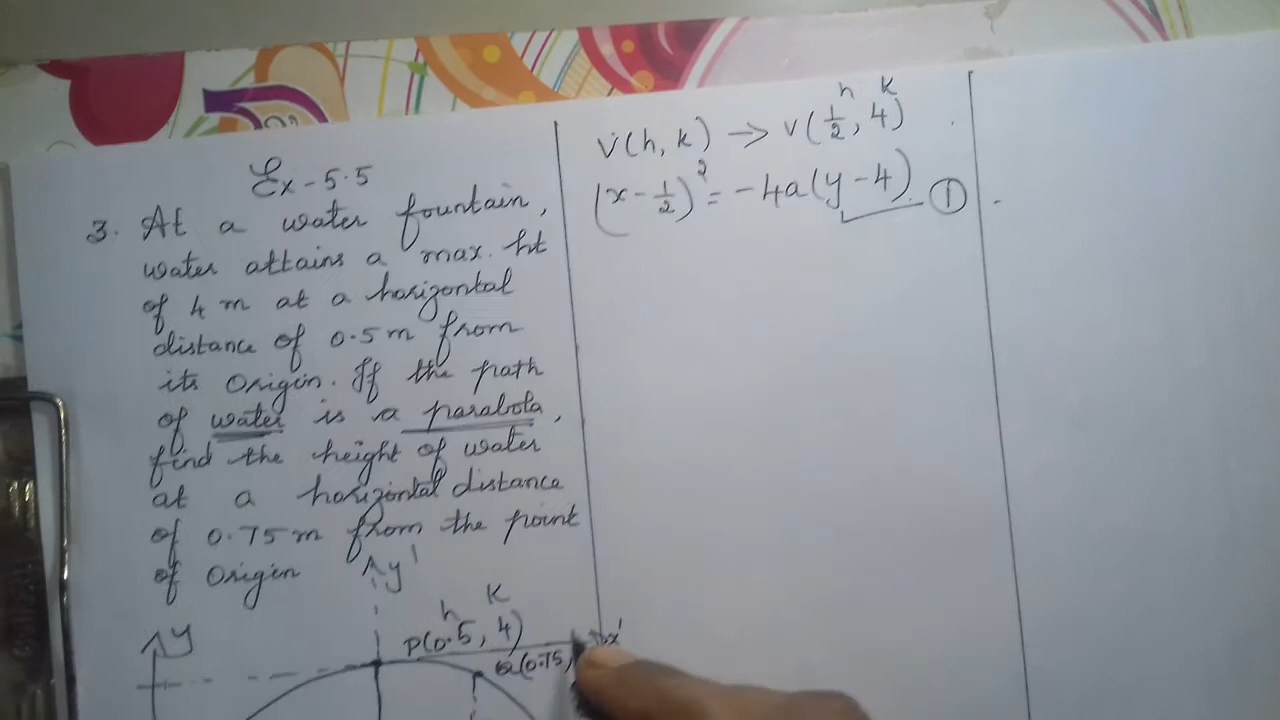 Ex - 5.5
3. At a water fountain,
water attains a max. ht
of 4 m at a horizontal
distance of 0.5 m from
its Origin. If the path
of water is a parabola,
find the height of water
at a horizontal distance
of 0.75 m from the point
of Origin
y'
h K
P(0.5, 4)
x'
Q(0.75,
y
h K
V(h, k) → V(1/2, 4)
(x - 1/2)² = -4a(y - 4) ①